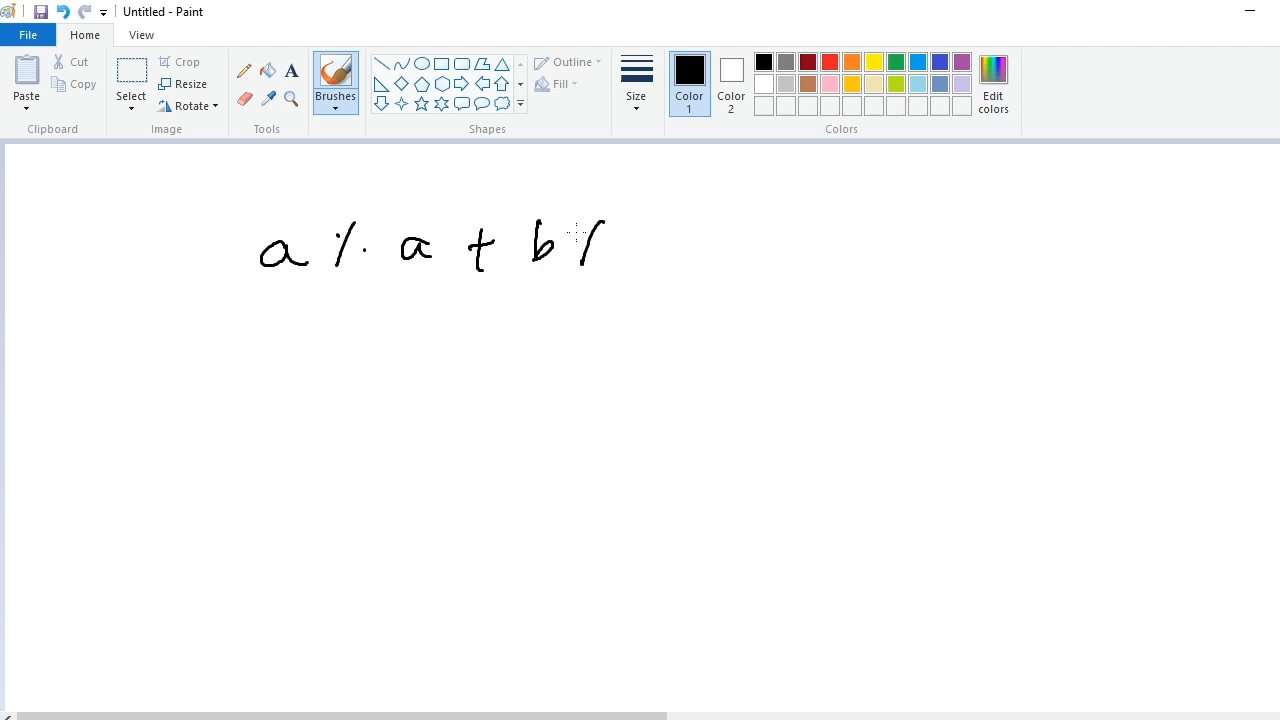 Untitled - Paint
File Home View
Paste Cut Copy Clipboard
Select Crop Resize Rotate Image
Tools
Brushes
Shapes Outline Fill
Size
Color 1 Color 2 Edit colors Colors
a % a + b /